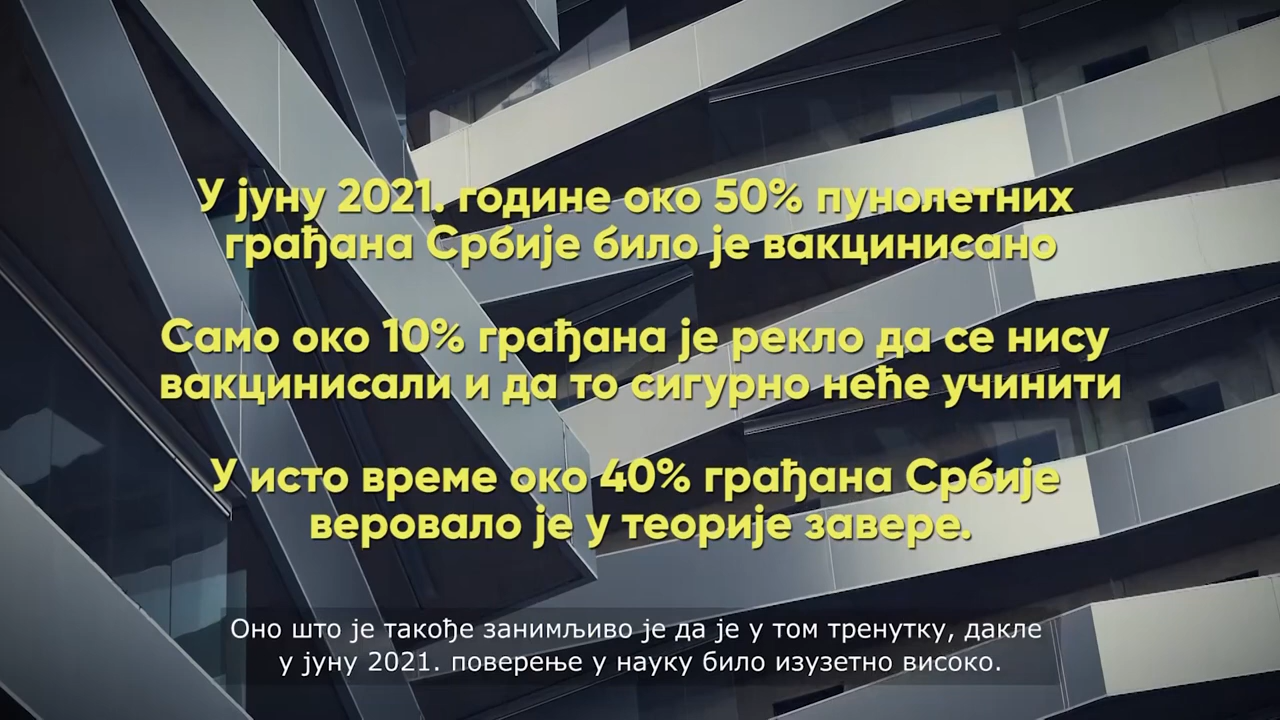 У јуну 2021. године око 50% пунолетних
грађана Србије било је вакцинисано
Само око 10% грађана је рекло да се нису
вакцинисали и да то сигурно неће учинити
У исто време око 40% грађана Србије
веровало је у теорије завере.
Оно што је такође занимљиво је да је у том тренутку, дакле
у јуну 2021. поверење у науку било изузетно високо.